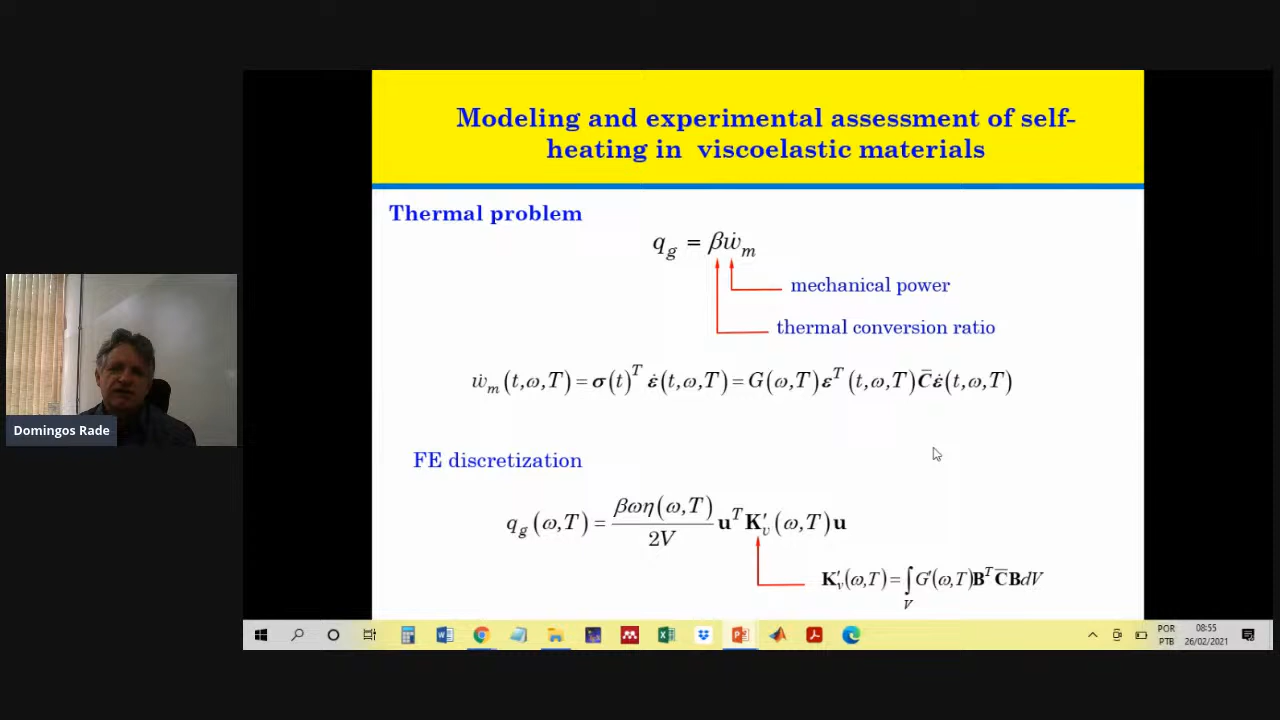 Modeling and experimental assessment of self-
heating in viscoelastic materials
Thermal problem
q_g = βẇ_m
mechanical power
thermal conversion ratio
ẇ_m(t,ω,T) = σ(t)^T ε̇(t,ω,T) = G(ω,T)ε^T(t,ω,T)C̅ε̇(t,ω,T)
FE discretization
q_g(ω,T) = βωη(ω,T)/2V u^T K′_v(ω,T)u
K′_v(ω,T) = ∫_V G′(ω,T)B^T C̅BdV
Domingos Rade
POR
PTB
08:55
26/02/2021